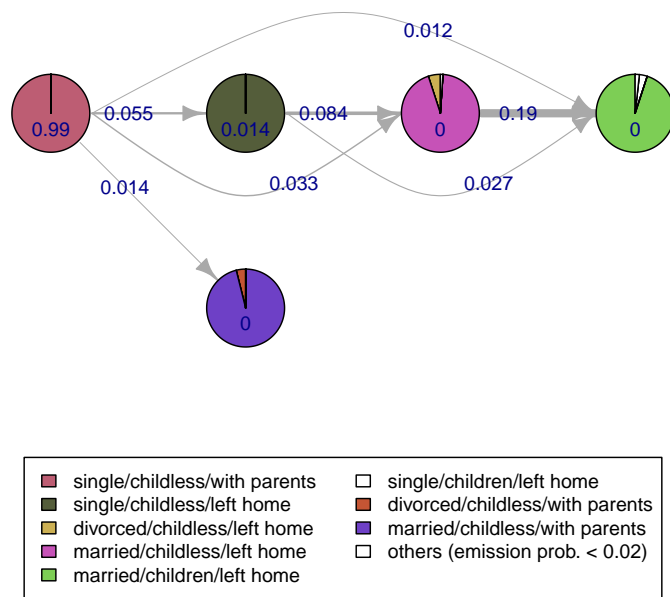 0.012
0.99
0.055
0.014
0.084
0
0.19
0
0.014
0.033
0.027
0
single/childless/with parents
single/childless/left home
divorced/childless/left home
married/childless/left home
married/children/left home
single/children/left home
divorced/childless/with parents
married/childless/with parents
others (emission prob. < 0.02)